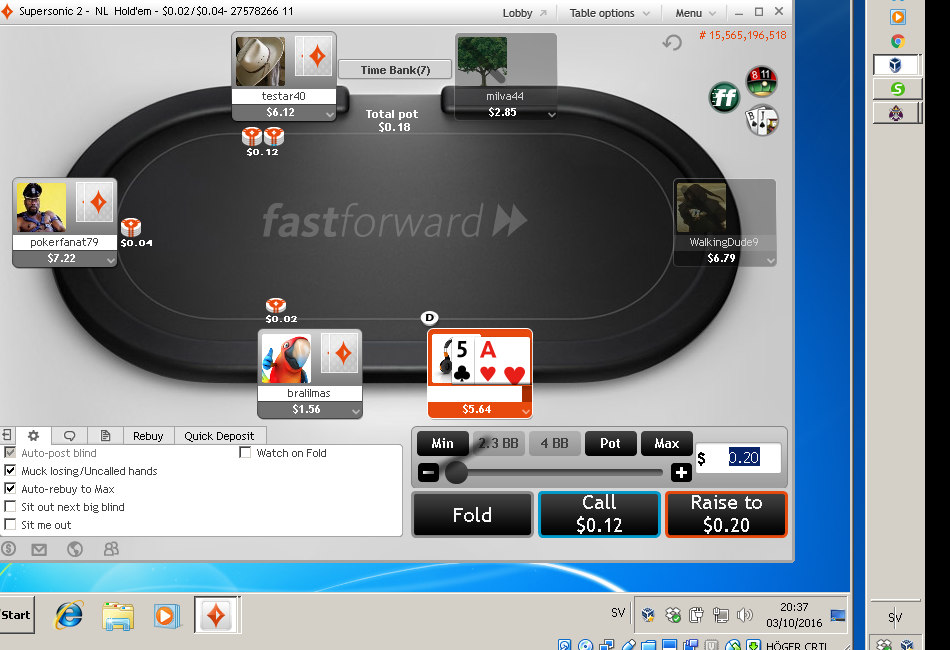 Supersonic 2 - NL Hold'em - $0.02/$0.04- 27578266 11
Lobby
Table options
Menu
# 15,565,196,518
Time Bank(7)
testar40
$6.12
milva44
$2.85
Total pot
$0.18
ff
8 11
B J
$0.12
pokerfanat79
$7.22
$0.04
fastforward
WalkingDude9
$6.79
$0.02
D
bralilmas
$1.56
5 A
$5.64
Rebuy
Quick Deposit
Auto-post blind
Watch on Fold
Muck losing/Uncalled hands
Auto-rebuy to Max
Sit out next big blind
Sit me out
Min
2.3 BB
4 BB
Pot
Max
$ 0.20
Fold
Call
$0.12
Raise to
$0.20
Start
SV
20:37
03/10/2016
SV
HÖGER CRTL